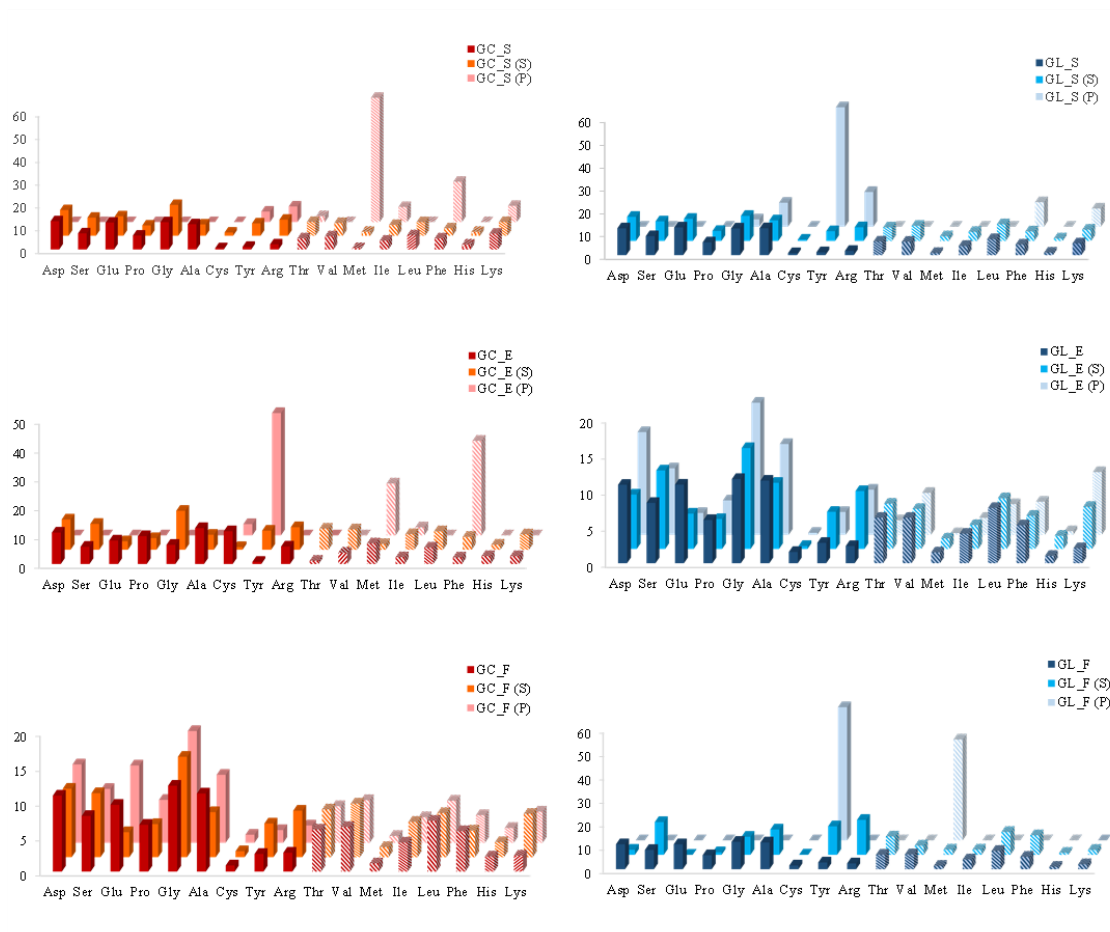 GC_S
GC_S (S)
GC_S (P)
60
50
40
30
20
10
0
Asp Ser Glu Pro Gly Ala Cys Tyr Arg Thr Val Met Ile Leu Phe His Lys
GL_S
GL_S (S)
GL_S (P)
60
50
40
30
20
10
0
Asp Ser Glu Pro Gly Ala Cys Tyr Arg Thr Val Met Ile Leu Phe His Lys
GC_E
GC_E (S)
GC_E (P)
50
40
30
20
10
0
Asp Ser Glu Pro Gly Ala Cys Tyr Arg Thr Val Met Ile Leu Phe His Lys
GL_E
GL_E (S)
GL_E (P)
20
15
10
5
0
Asp Ser Glu Pro Gly Ala Cys Tyr Arg Thr Val Met Ile Leu Phe His Lys
GC_F
GC_F (S)
GC_F (P)
20
15
10
5
0
Asp Ser Glu Pro Gly Ala Cys Tyr Arg Thr Val Met Ile Leu Phe His Lys
GL_F
GL_F (S)
GL_F (P)
60
50
40
30
20
10
0
Asp Ser Glu Pro Gly Ala Cys Tyr Arg Thr Val Met Ile Leu Phe His Lys